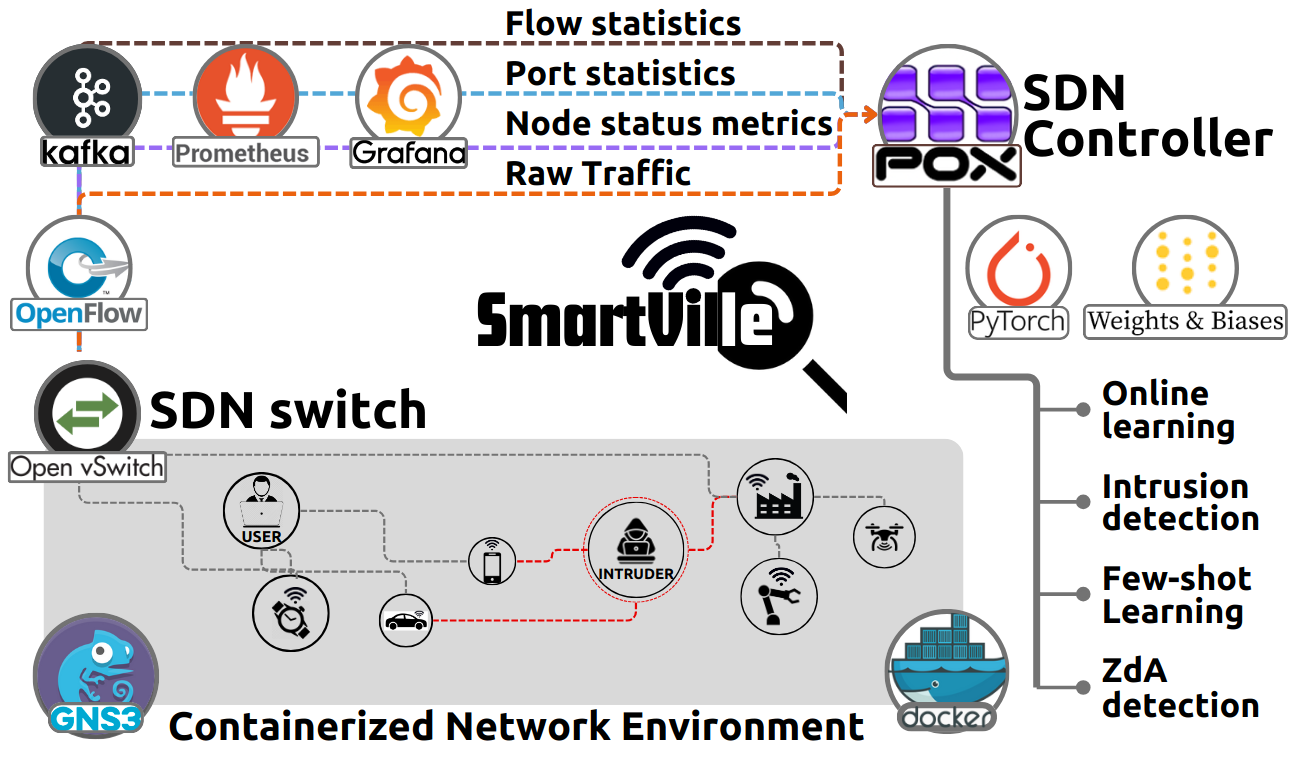 Flow statistics
Port statistics
Node status metrics
Raw Traffic
kafka
Prometheus
Grafana
POX
SDN
Controller
OpenFlow
™
SmartVille
PyTorch
Weights & Biases
SDN switch
Open vSwitch
USER
INTRUDER
Online
learning
Intrusion
detection
Few-shot
Learning
ZdA
detection
GNS3
docker
Containerized Network Environment